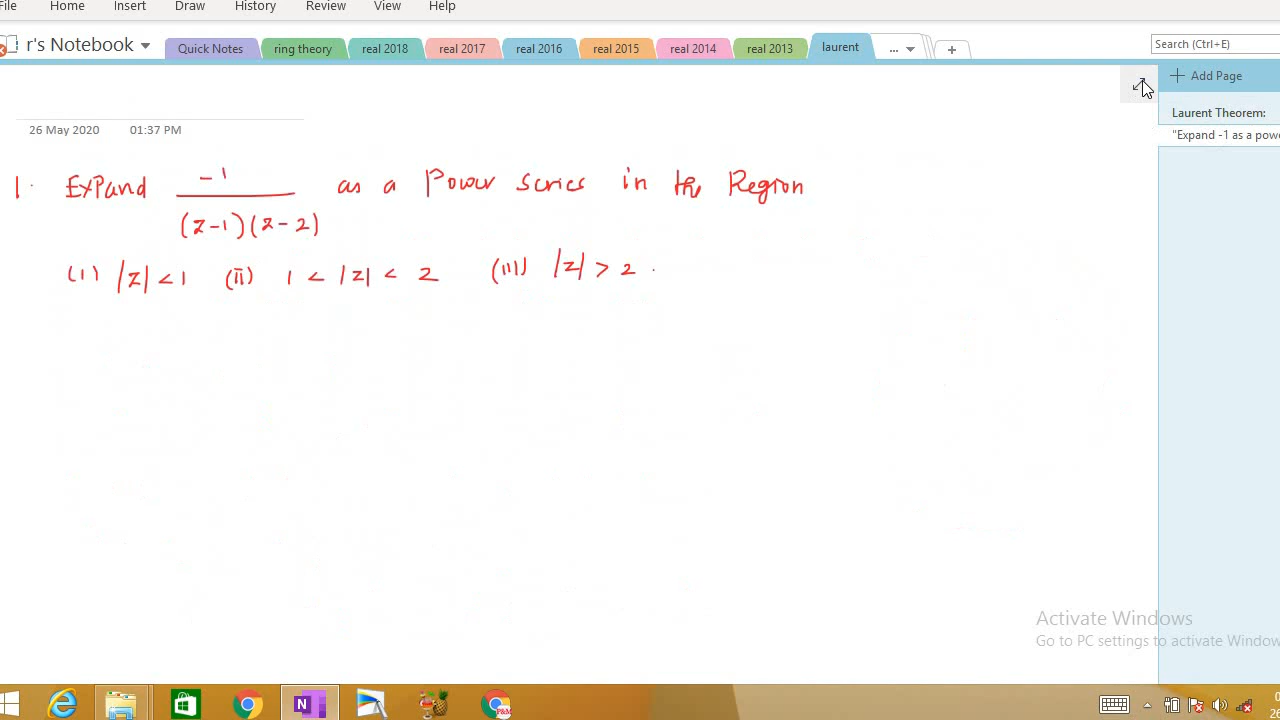 File Home Insert Draw History Review View Help
r's Notebook Quick Notes ring theory real 2018 real 2017 real 2016 real 2015 real 2014 real 2013 laurent ... + Search (Ctrl+E)
+ Add Page
Laurent Theorem:
"Expand -1 as a powe
26 May 2020 01:37 PM
1. Expand -1 / (z-1)(z-2) as a Power series in the Region
(i) |z| < 1 (ii) 1 < |z| < 2 (iii) |z| > 2 .
Activate Windows
Go to PC settings to activate Window
N P&M
26